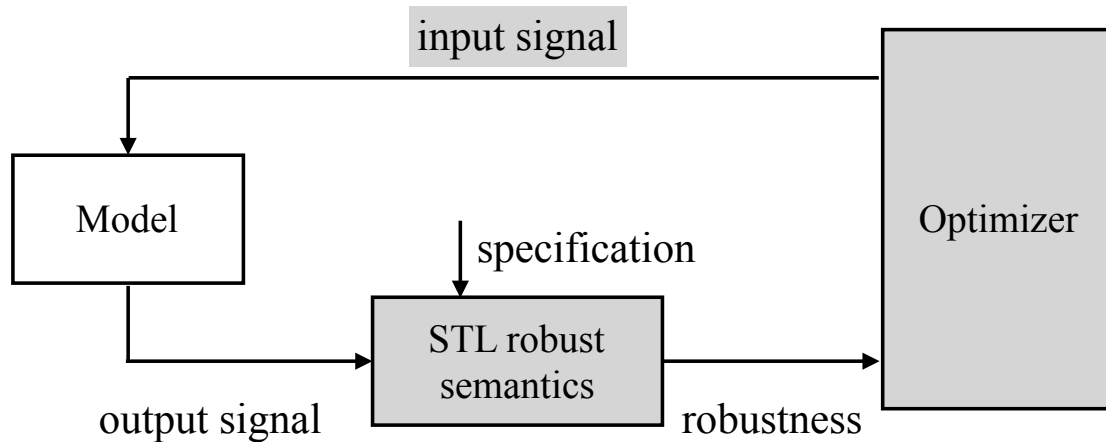 input signal
Model
Optimizer
specification
STL robust
semantics
output signal
robustness